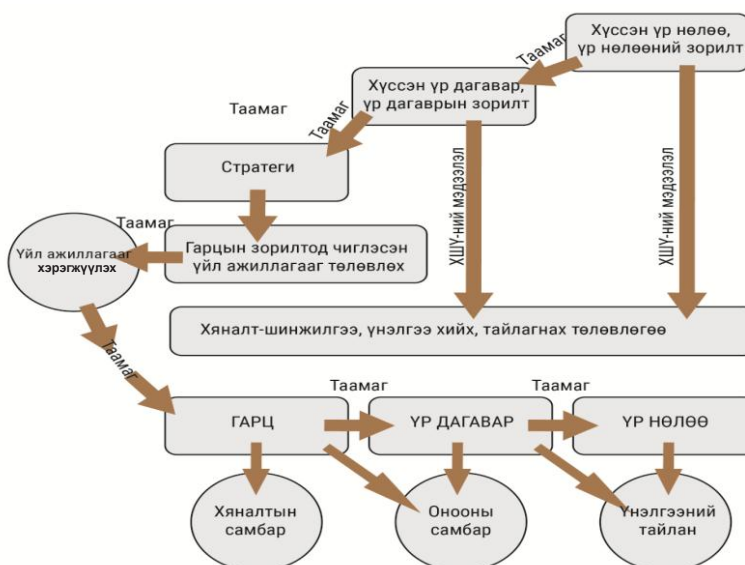 Хүссэн үр нөлөө,
үр нөлөөний зорилт
Таамаг
Хүссэн үр дагавар,
үр дагаврын зорилт
Таамаг
Таамаг
Стратеги
ХШҮ-ний мэдээлэл
ХШҮ-ний мэдээлэл
Таамаг
Үйл ажиллагааг
хэрэгжүүлэх
Гарцын зорилтод чиглэсэн
үйл ажиллагааг төлөвлөх
Хяналт-шинжилгээ, үнэлгээ хийх, тайлагнах төлөвлөгөө
Таамаг
Таамаг
Таамаг
ГАРЦ
ҮР ДАГАВАР
ҮР НӨЛӨӨ
Хяналтын
самбар
Онооны
самбар
Үнэлгээний
тайлан